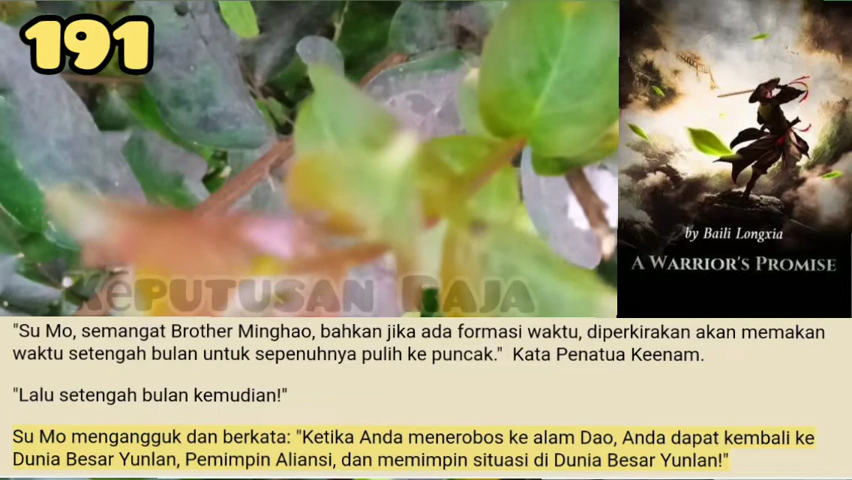 191
KEPUTUSAN RAJA
by Baili Longxia
A WARRIOR'S PROMISE
"Su Mo, semangat Brother Minghao, bahkan jika ada formasi waktu, diperkirakan akan memakan
waktu setengah bulan untuk sepenuhnya pulih ke puncak." Kata Penatua Keenam.
"Lalu setengah bulan kemudian!"
Su Mo mengangguk dan berkata: "Ketika Anda menerobos ke alam Dao, Anda dapat kembali ke
Dunia Besar Yunlan, Pemimpin Aliansi, dan memimpin situasi di Dunia Besar Yunlan!"